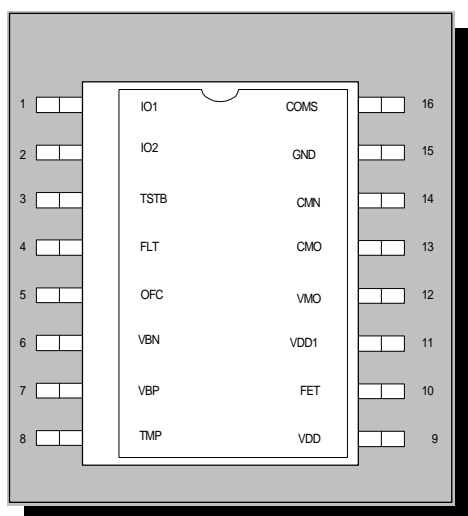 1 IO1 COMS 16
2 IO2 GND 15
3 TSTB CMN 14
4 FLT CMO 13
5 OFC VMO 12
6 VBN VDD1 11
7 VBP FET 10
8 TMP VDD 9